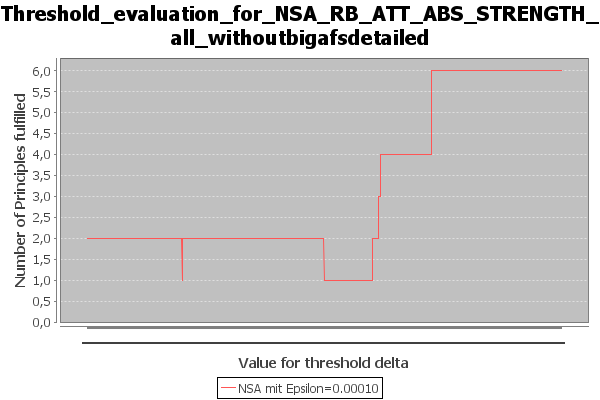 Threshold_evaluation_for_NSA_RB_ATT_ABS_STRENGTH_
all_withoutbigafsdetailed
Number of Principles fulfilled
6,0
5,5
5,0
4,5
4,0
3,5
3,0
2,5
2,0
1,5
1,0
0,5
0,0
Value for threshold delta
NSA mit Epsilon=0.00010